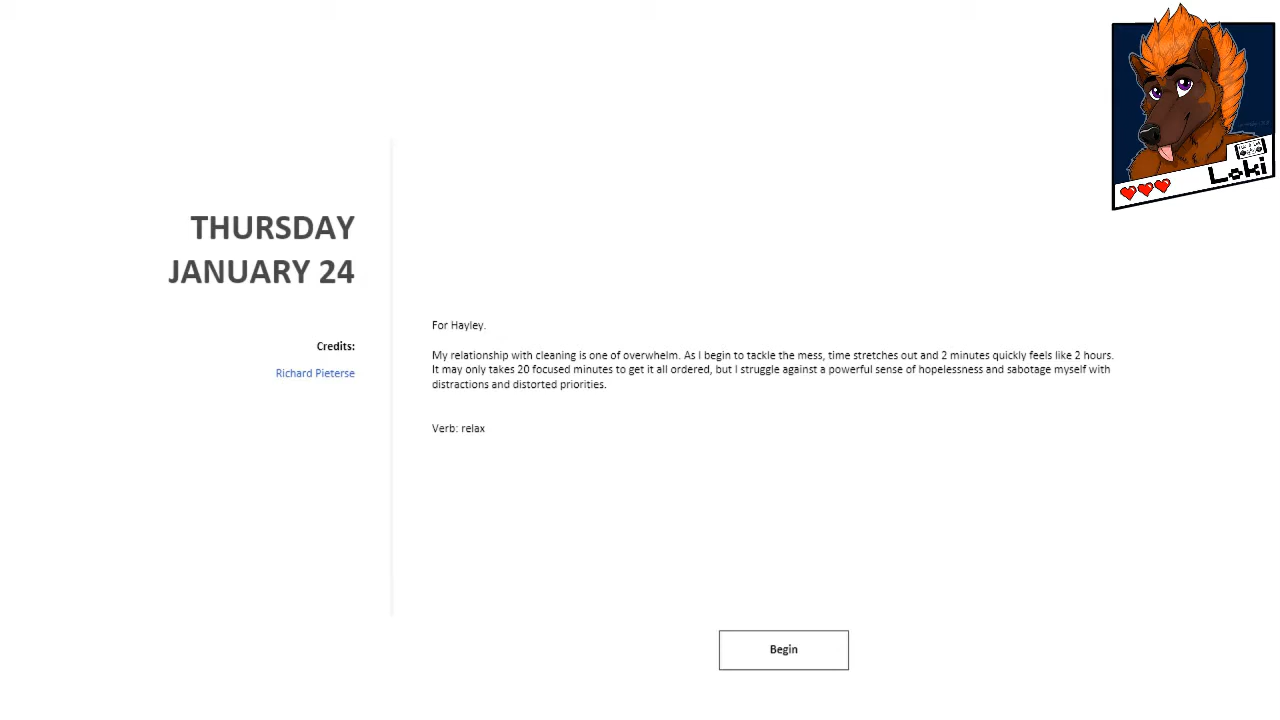 THURSDAY
JANUARY 24
Credits:
Richard Pieterse
For Hayley.
My relationship with cleaning is one of overwhelm. As I begin to tackle the mess, time stretches out and 2 minutes quickly feels like 2 hours.
It may only takes 20 focused minutes to get it all ordered, but I struggle against a powerful sense of hopelessness and sabotage myself with
distractions and distorted priorities.
Verb: relax
Begin
Loki